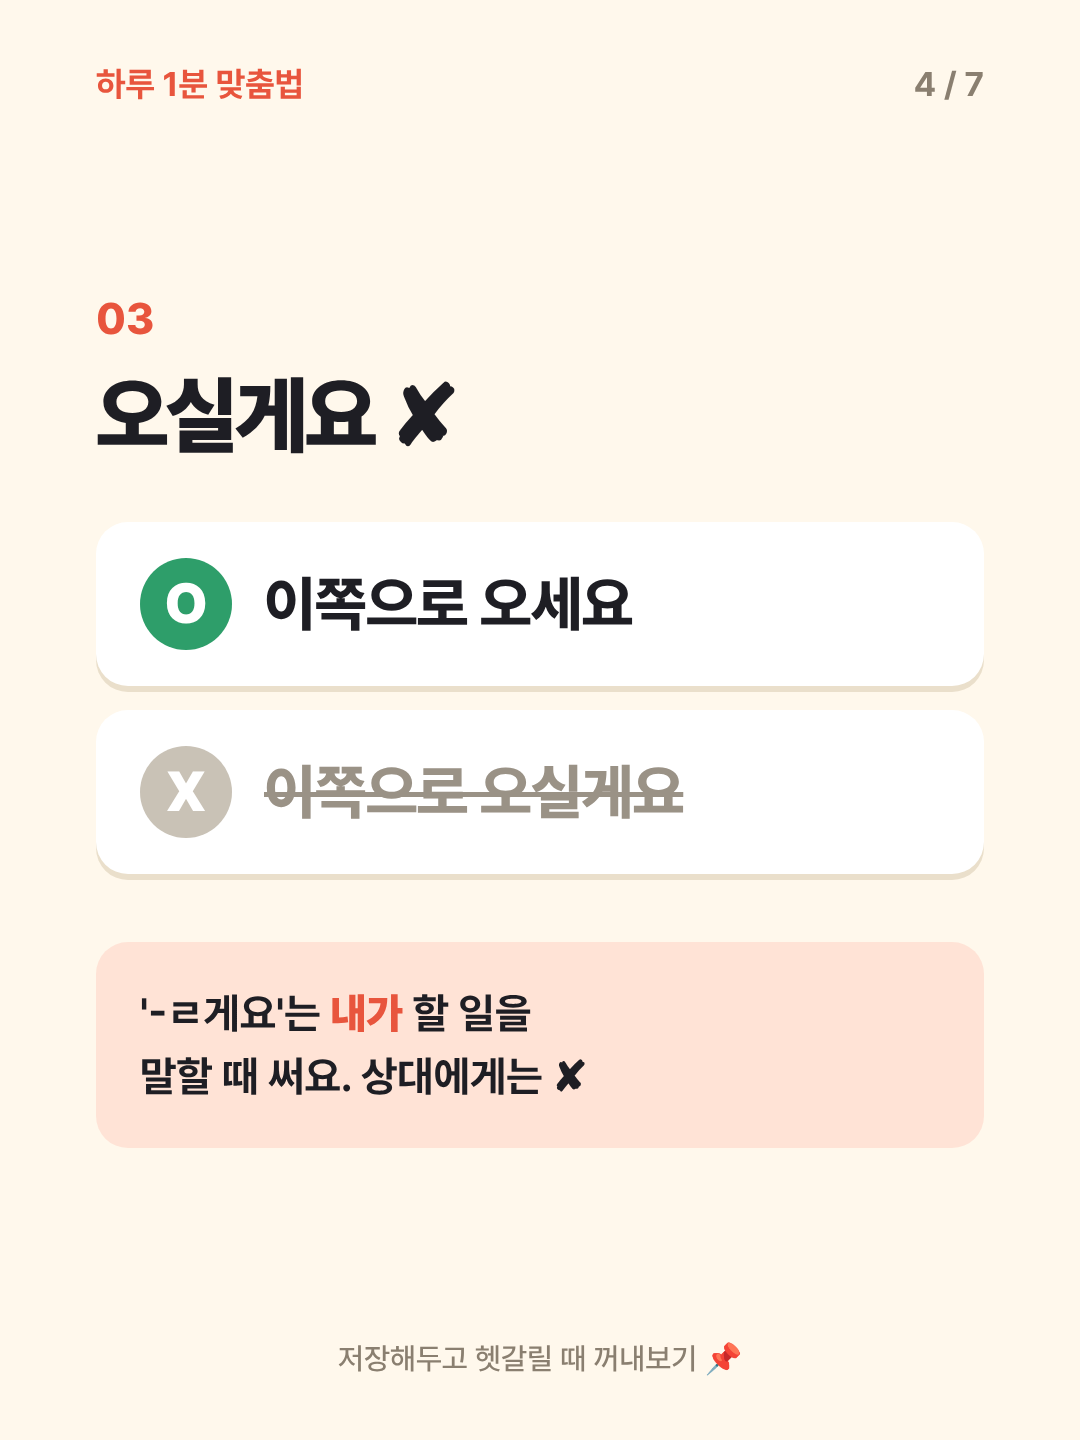 하루 1분 맞춤법
4 / 7
03
오실게요 ✘
O 이쪽으로 오세요
X 이쪽으로 오실게요
'-ㄹ게요'는 내가 할 일을
말할 때 써요. 상대에게는 ✘
저장해두고 헷갈릴 때 꺼내보기 📌